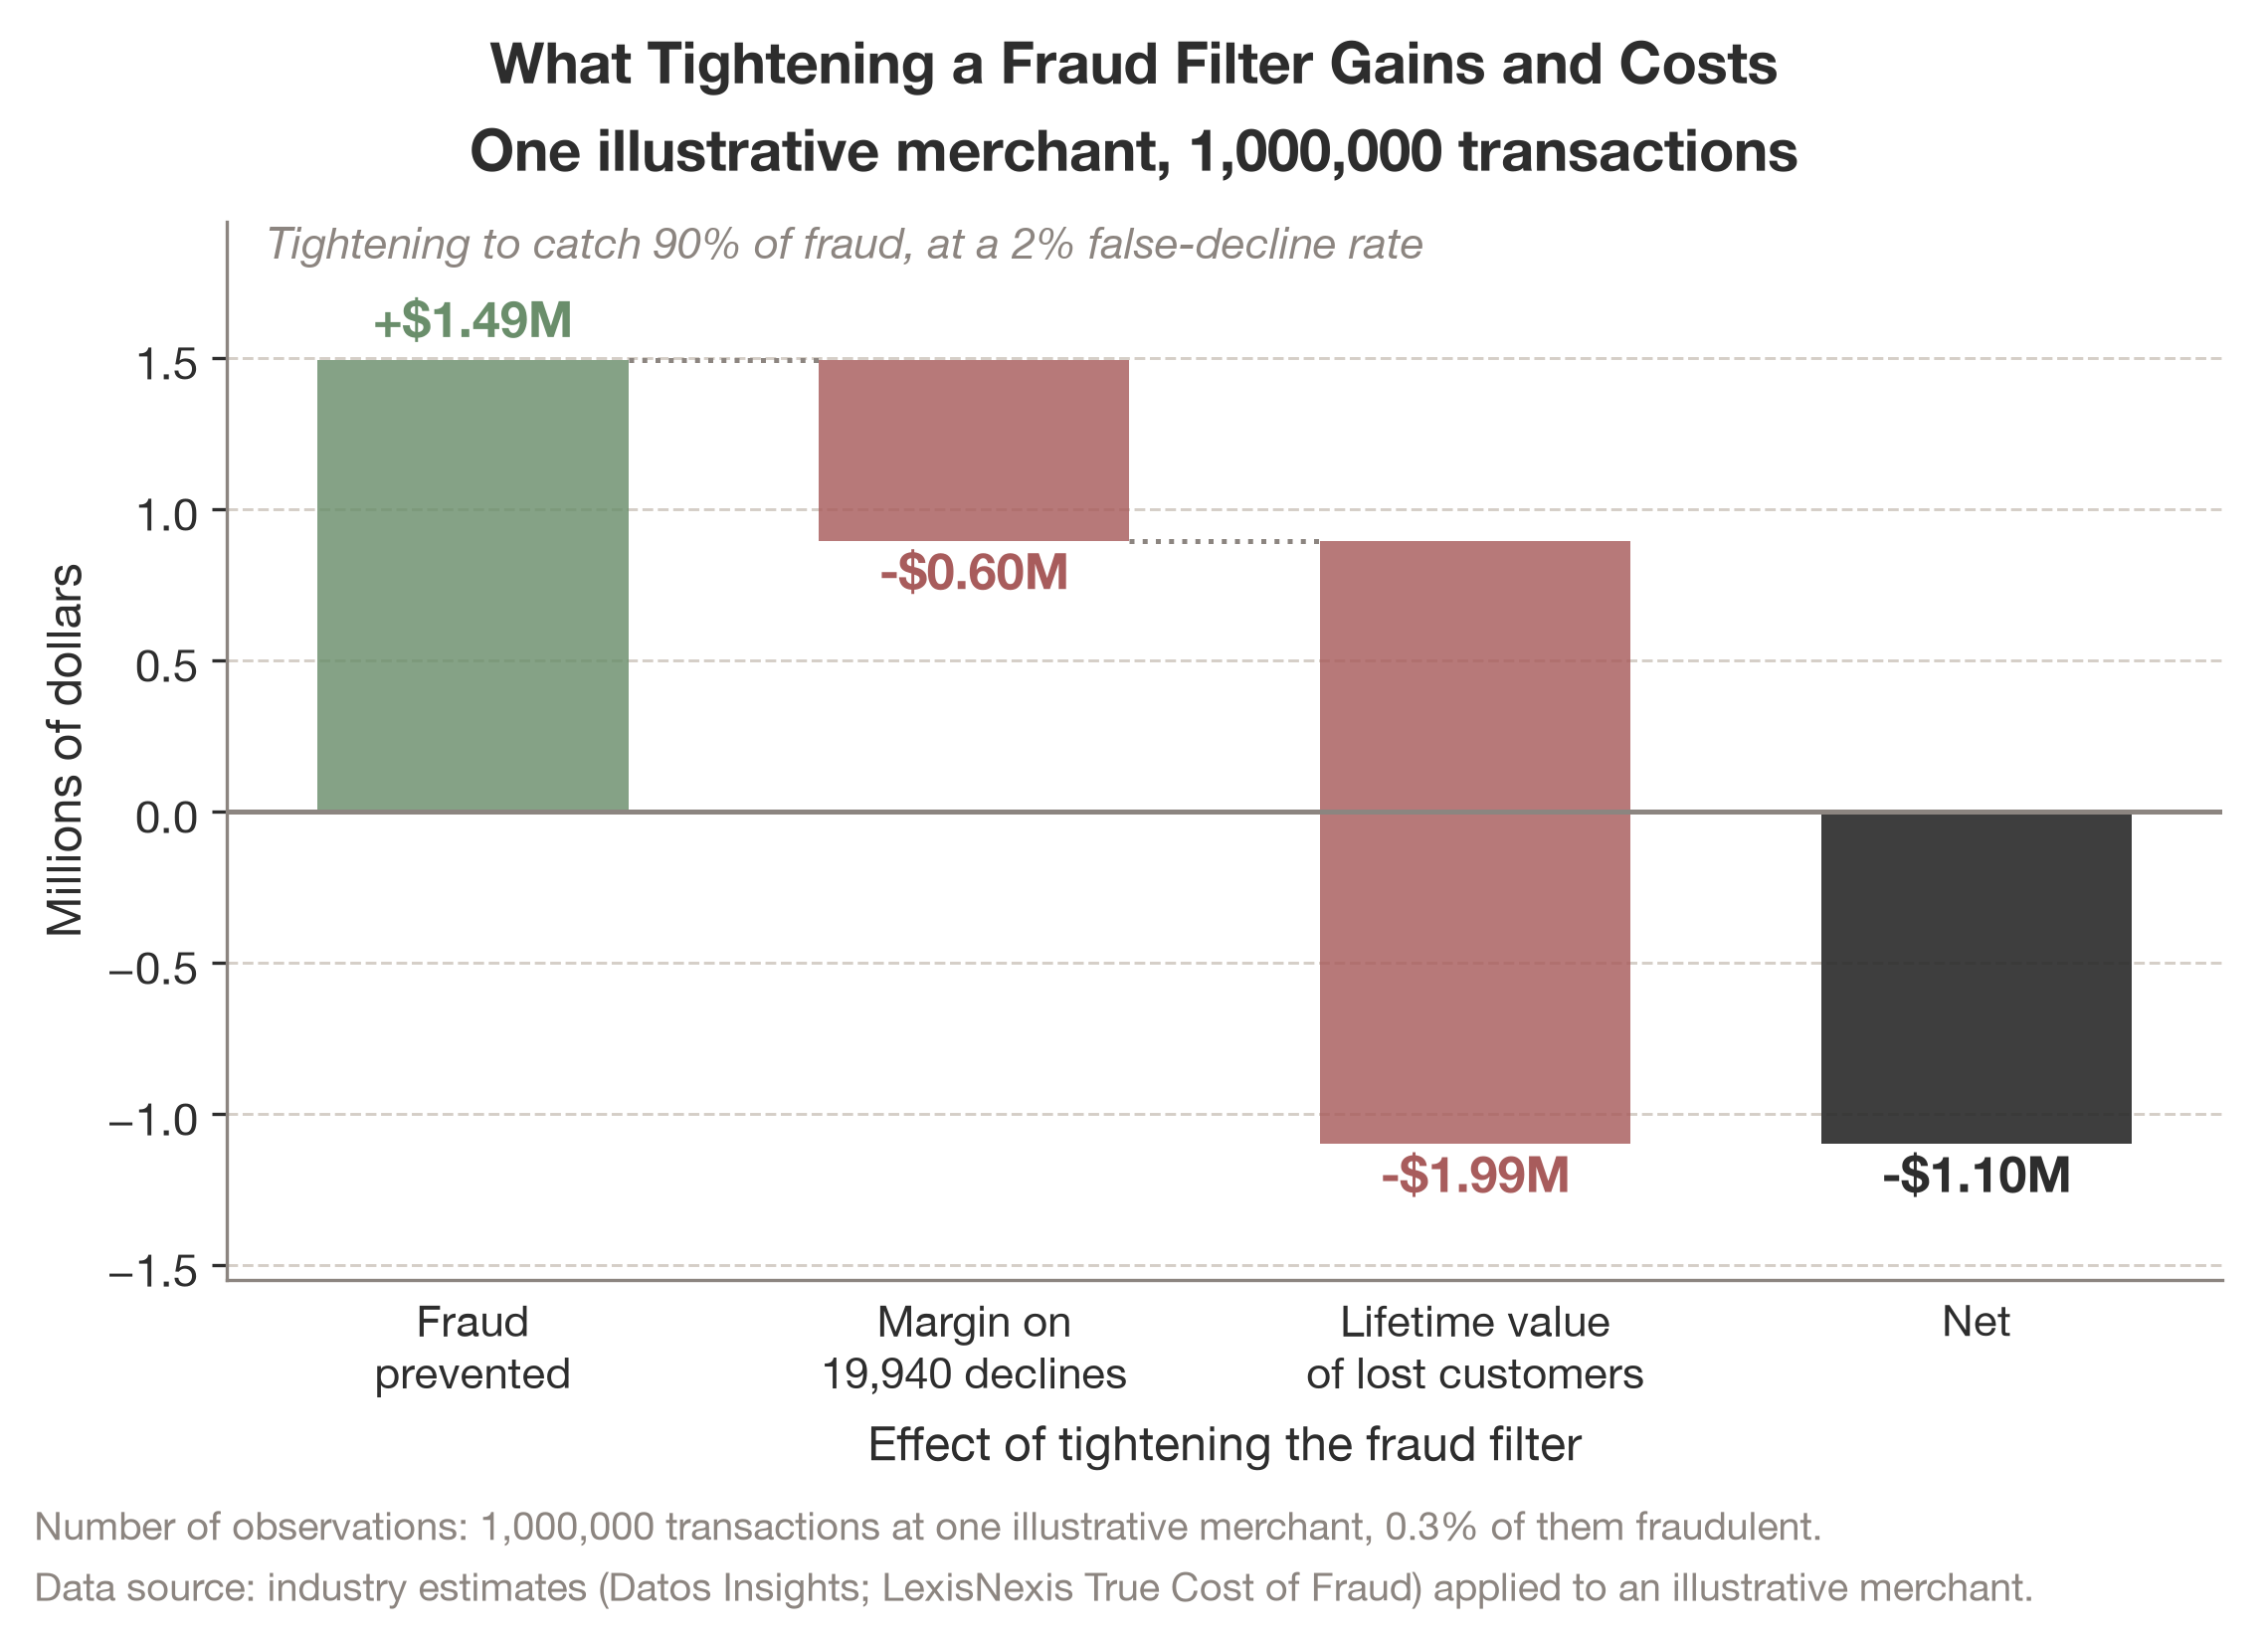 What Tightening a Fraud Filter Gains and Costs
One illustrative merchant, 1,000,000 transactions
Tightening to catch 90% of fraud, at a 2% false-decline rate
+$1.49M
-$0.60M
-$1.99M
-$1.10M
Millions of dollars
1.5
1.0
0.5
0.0
−0.5
−1.0
−1.5
Fraud
prevented
Margin on
19,940 declines
Lifetime value
of lost customers
Net
Effect of tightening the fraud filter
Number of observations: 1,000,000 transactions at one illustrative merchant, 0.3% of them fraudulent.
Data source: industry estimates (Datos Insights; LexisNexis True Cost of Fraud) applied to an illustrative merchant.